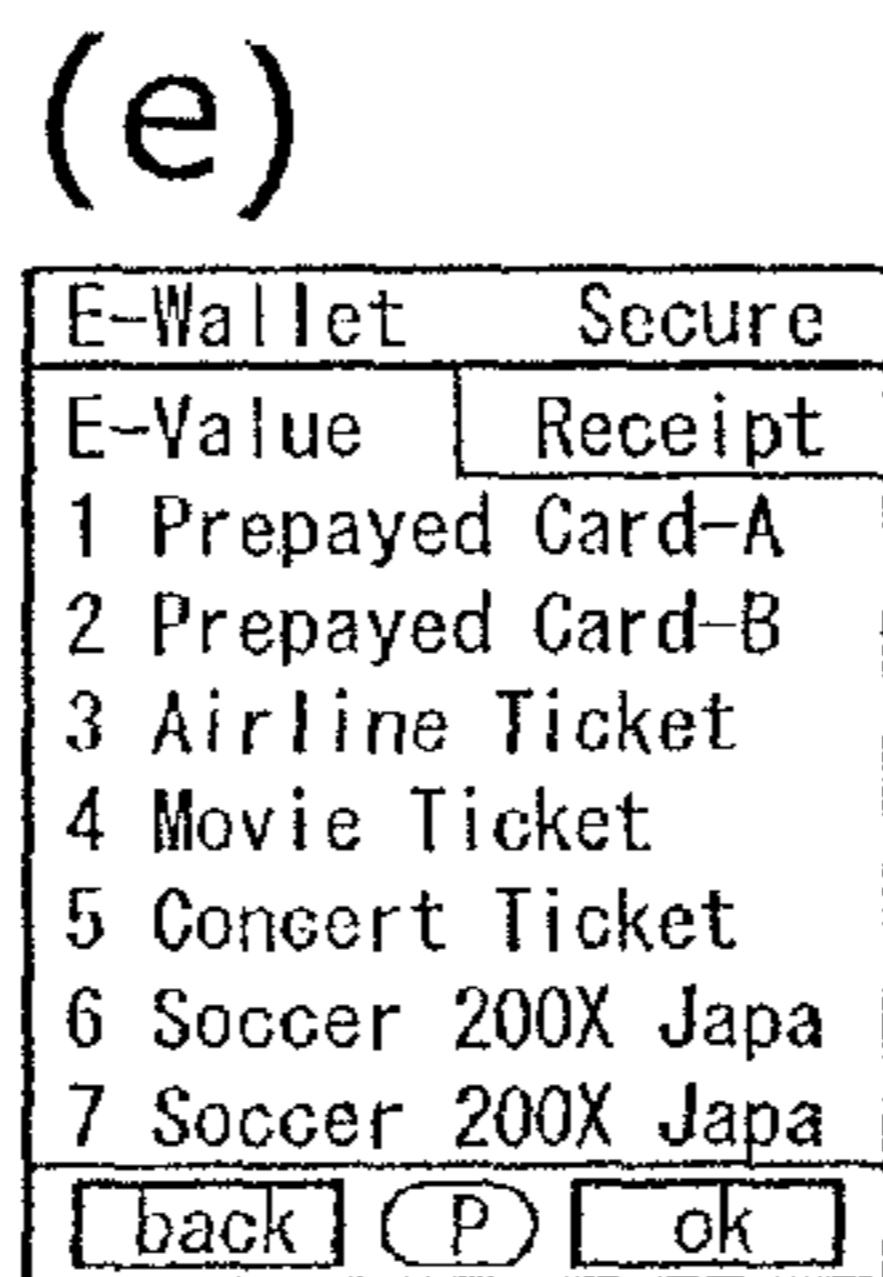 (e)
E-Wallet Secure
E-Value Receipt
1 Prepayed Card-A
2 Prepayed Card-B
3 Airline Ticket
4 Movie Ticket
5 Concert Ticket
6 Soccer 200X Japa
7 Soccer 200X Japa
back P ok